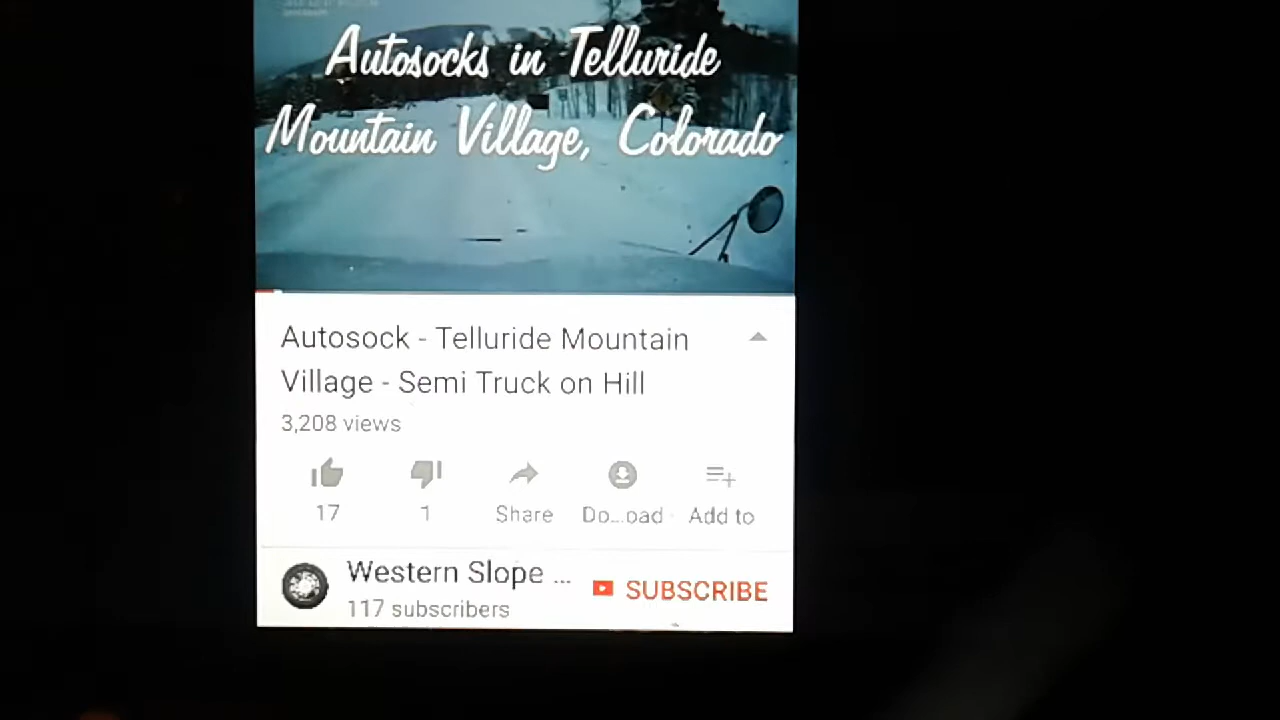 Autosocks in Telluride
Mountain Village, Colorado
Autosock - Telluride Mountain
Village - Semi Truck on Hill
3,208 views
17
1
Share
Do...oad
Add to
Western Slope ...
SUBSCRIBE
117 subscribers